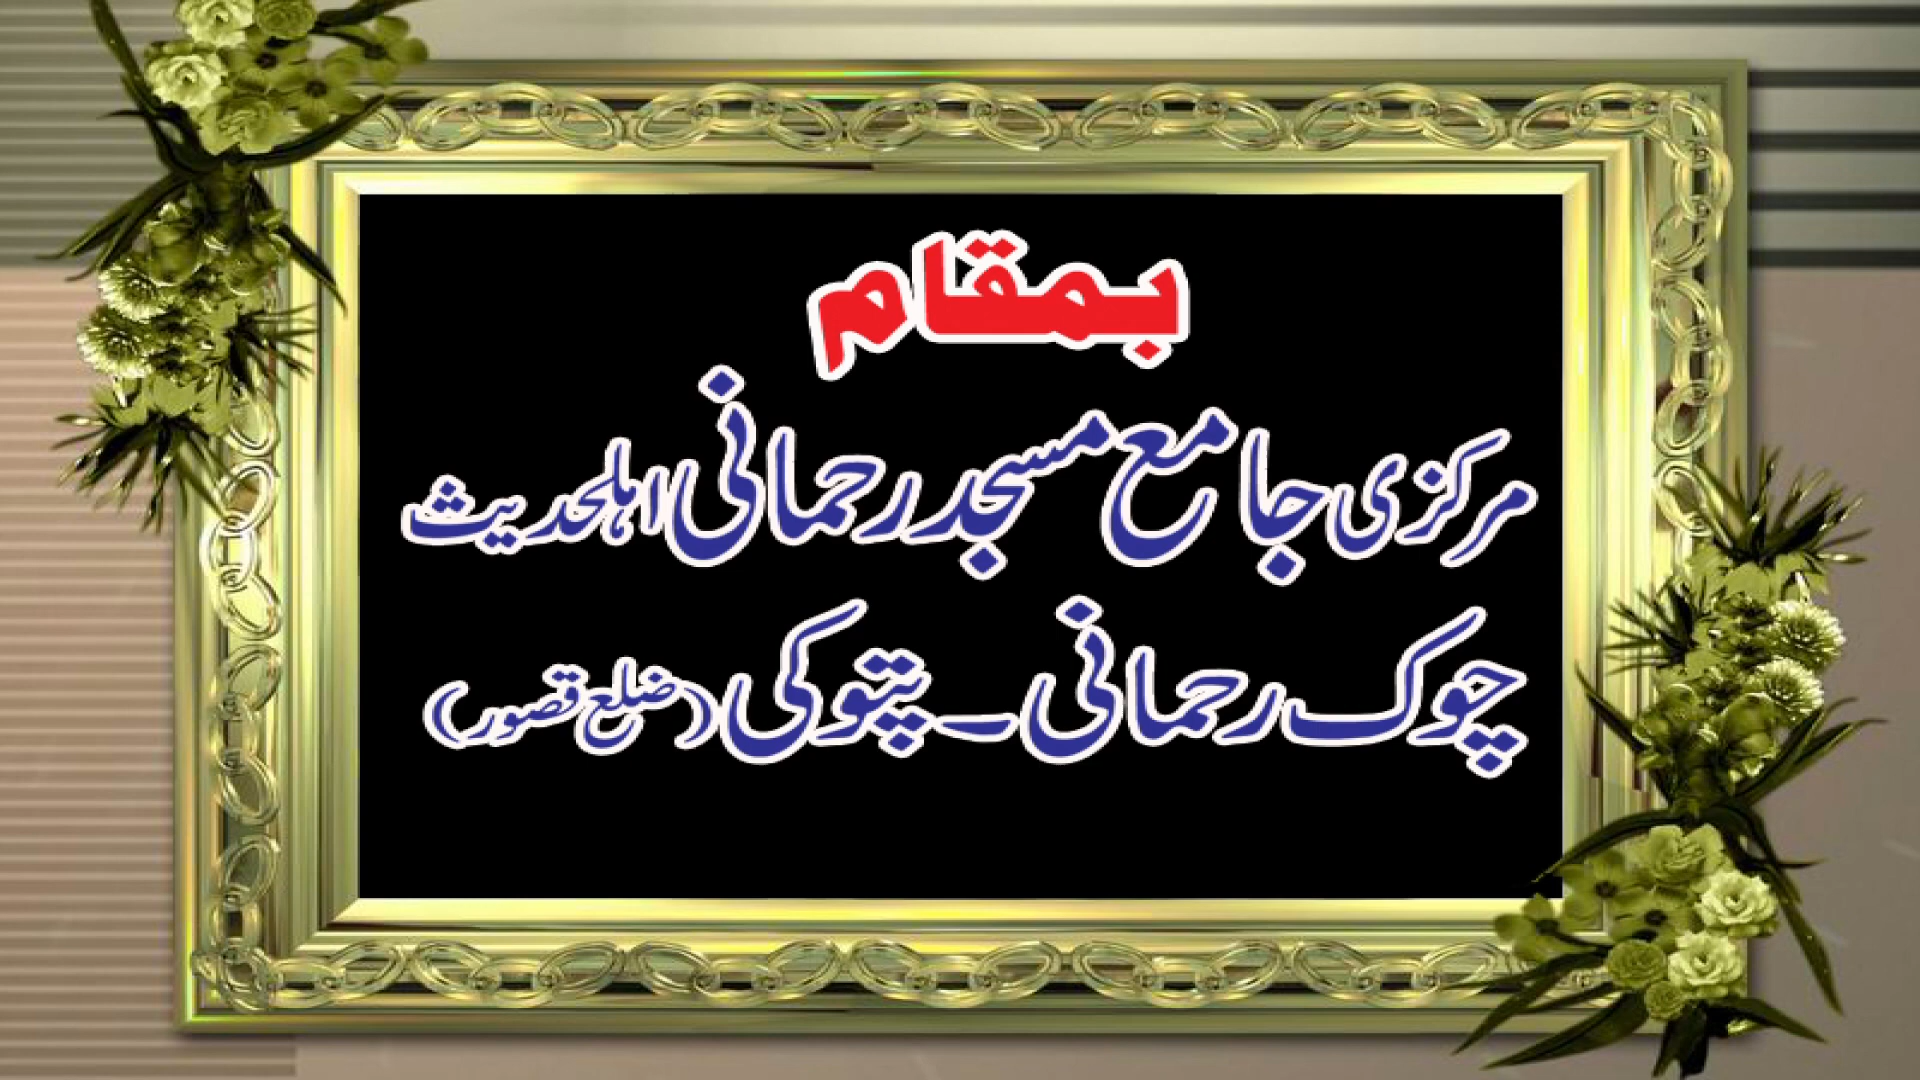 بمقام
مرکزی جامع مسجد رحمانی اہلحدیث
چوک رحمانی ۔ پتوکی (ضلع قصور)